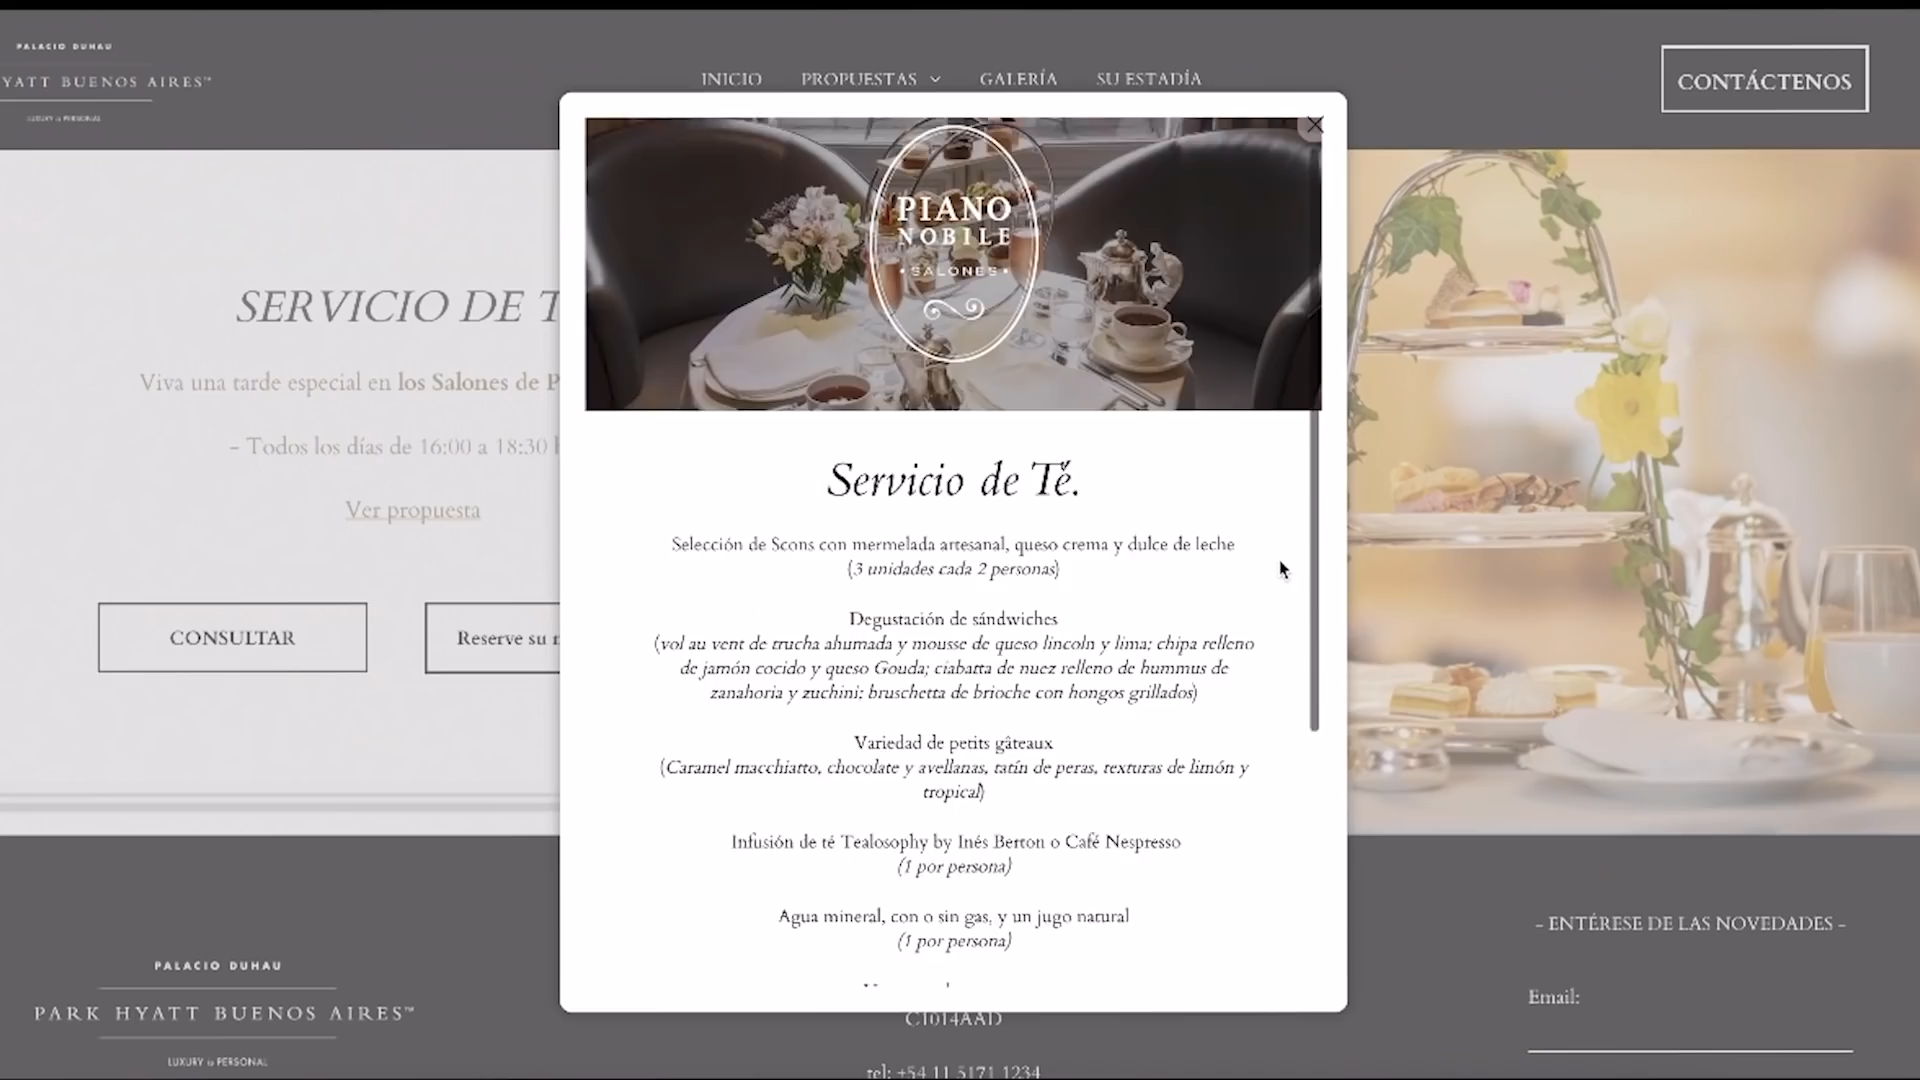 PALACIO DUHAU
YATT BUENOS AIRES™
LUXURY is PERSONAL
INICIO
PROPUESTAS
GALERÍA
SU ESTADÍA
CONTÁCTENOS
SERVICIO DE T
Viva una tarde especial en los Salones de P
- Todos los días de 16:00 a 18:30 h
Ver propuesta
CONSULTAR
Reserve su
PIANO
NOBILE
• SALONES •
Servicio de Té.
Selección de Scons con mermelada artesanal, queso crema y dulce de leche
(3 unidades cada 2 personas)
Degustación de sándwiches
(vol au vent de trucha ahumada y mousse de queso lincoln y lima; chipa relleno
de jamón cocido y queso Gouda; ciabatta de nuez relleno de hummus de
zanahoria y zuchini; bruschetta de brioche con hongos grillados)
Variedad de petits gâteaux
(Caramel macchiatto, chocolate y avellanas, tatín de peras, texturas de limón y
tropical)
Infusión de té Tealosophy by Inés Berton o Café Nespresso
(1 por persona)
Agua mineral, con o sin gas, y un jugo natural
(1 por persona)
PALACIO DUHAU
PARK HYATT BUENOS AIRES™
LUXURY is PERSONAL
C1014AAD
tel: +54 11 5171 1234
- ENTÉRESE DE LAS NOVEDADES -
Email: